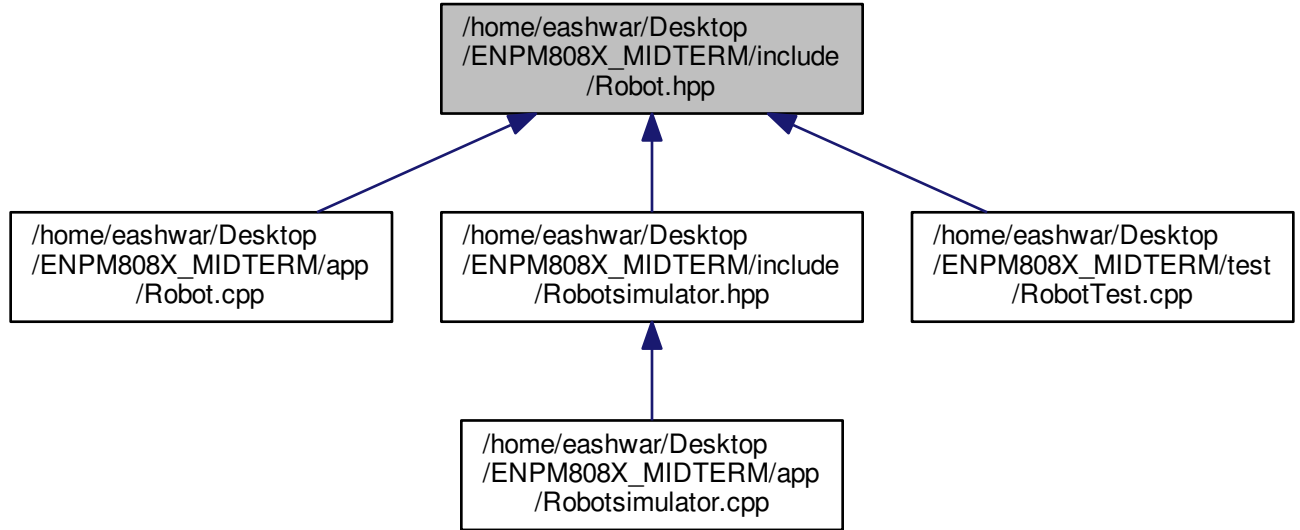 /home/eashwar/Desktop
/ENPM808X_MIDTERM/include
/Robot.hpp
/home/eashwar/Desktop
/ENPM808X_MIDTERM/app
/Robot.cpp
/home/eashwar/Desktop
/ENPM808X_MIDTERM/include
/Robotsimulator.hpp
/home/eashwar/Desktop
/ENPM808X_MIDTERM/test
/RobotTest.cpp
/home/eashwar/Desktop
/ENPM808X_MIDTERM/app
/Robotsimulator.cpp